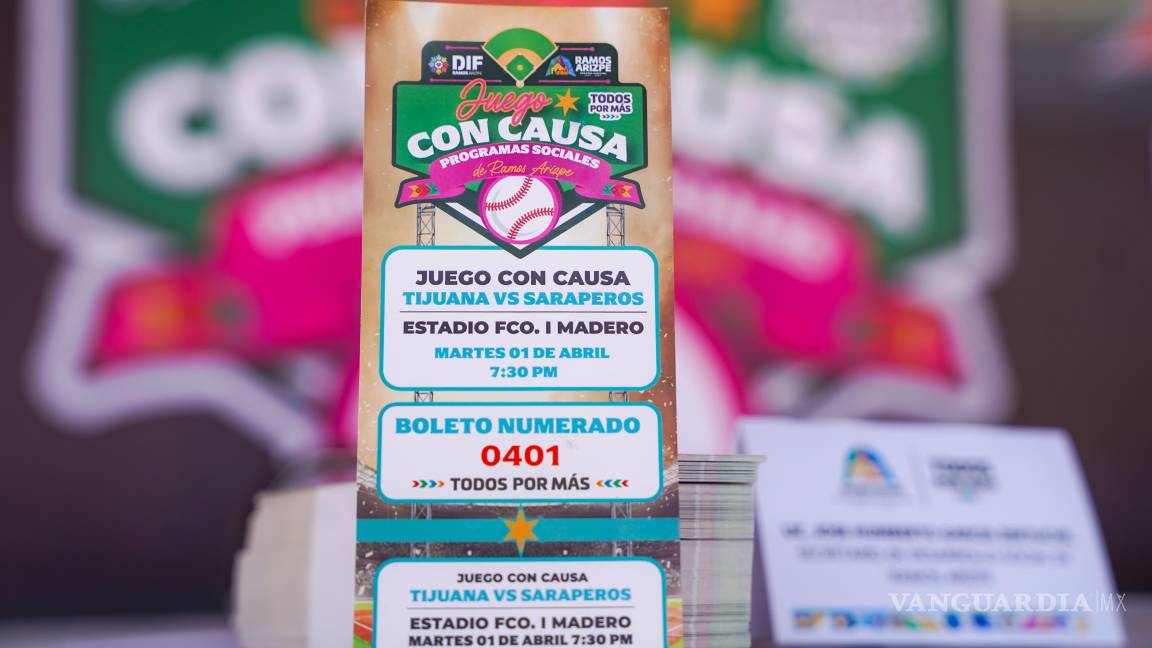 DIF
RAMOS ARIZPE
RAMOS
ARIZPE
Juego
TODOS
POR MÁS
CON CAUSA
PROGRAMAS SOCIALES
de Ramos Arizpe
JUEGO CON CAUSA
TIJUANA VS SARAPEROS
ESTADIO FCO. I MADERO
MARTES 01 DE ABRIL
7:30 PM
BOLETO NUMERADO
0401
TODOS POR MÁS
JUEGO CON CAUSA
TIJUANA VS SARAPEROS
ESTADIO FCO. I MADERO
MARTES 01 DE ABRIL 7:30 PM
VANGUARDIA|MX